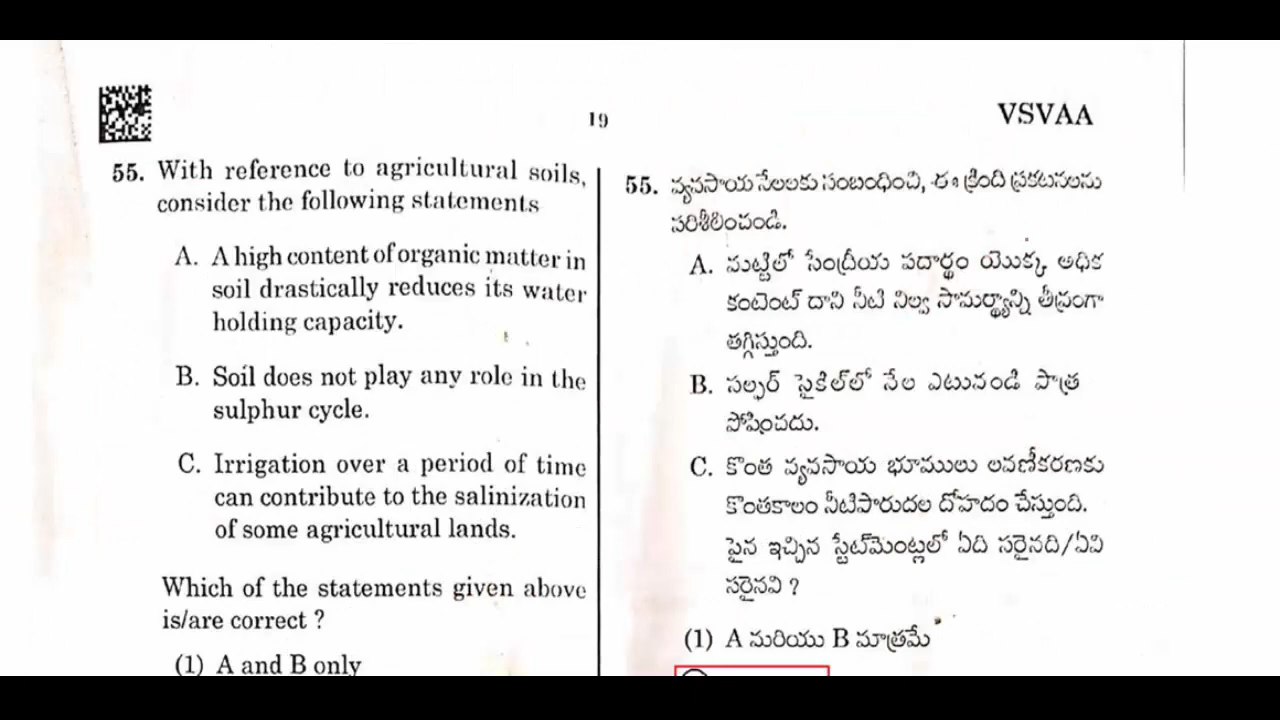 19
VSVAA
55. With reference to agricultural soils,
consider the following statements
A. A high content of organic matter in
soil drastically reduces its water
holding capacity.
B. Soil does not play any role in the
sulphur cycle.
C. Irrigation over a period of time
can contribute to the salinization
of some agricultural lands.
Which of the statements given above
is/are correct ?
(1) A and B only
55. వ్యవసాయ నేలలకు సంబంధించి, ఈ క్రింది ప్రకటనలను
పరిశీలించండి.
A. మట్టిలో సేంద్రీయ పదార్థం యొక్క అధిక
కంటెంట్ దాని నీటి నిల్వ సామర్థ్యాన్ని తీవ్రంగా
తగ్గిస్తుంది.
B. సల్ఫర్ సైకిల్‌లో నేల ఎటువంటి పాత్ర
పోషించదు.
C. కొంత వ్యవసాయ భూములు లవణీకరణకు
కొంతకాలం నీటిపారుదల దోహదం చేస్తుంది.
పైన ఇచ్చిన స్టేట్‌మెంట్లలో ఏది సరైనది/ఏవి
సరైనవి ?
(1) A మరియు B మాత్రమే